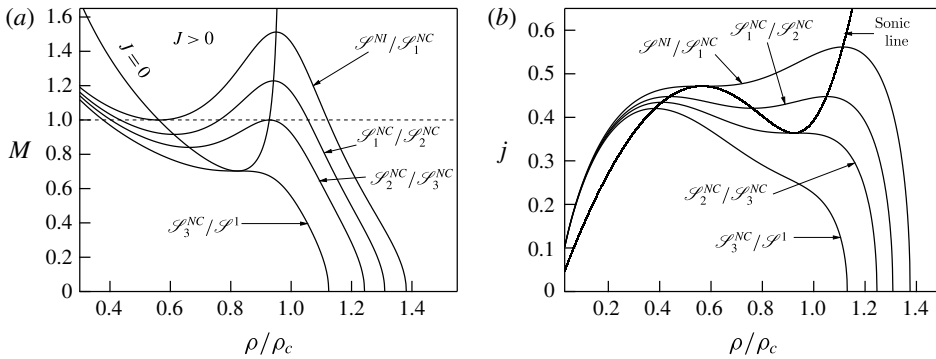 (a)
1.6
1.4
1.2
1.0
0.8
0.6
0.4
0.2
0
M
J=0
J > 0
𝒮^{NI}/𝒮_1^{NC}
𝒮_1^{NC}/𝒮_2^{NC}
𝒮_2^{NC}/𝒮_3^{NC}
𝒮_3^{NC}/𝒮^1
0.4 0.6 0.8 1.0 1.2 1.4
ρ/ρ_c
(b)
0.6
0.5
0.4
0.3
0.2
0.1
0
j
𝒮^{NI}/𝒮_1^{NC}
𝒮_1^{NC}/𝒮_2^{NC}
Sonic
line
𝒮_2^{NC}/𝒮_3^{NC}
𝒮_3^{NC}/𝒮^1
0.2 0.4 0.6 0.8 1.0 1.2 1.4
ρ/ρ_c